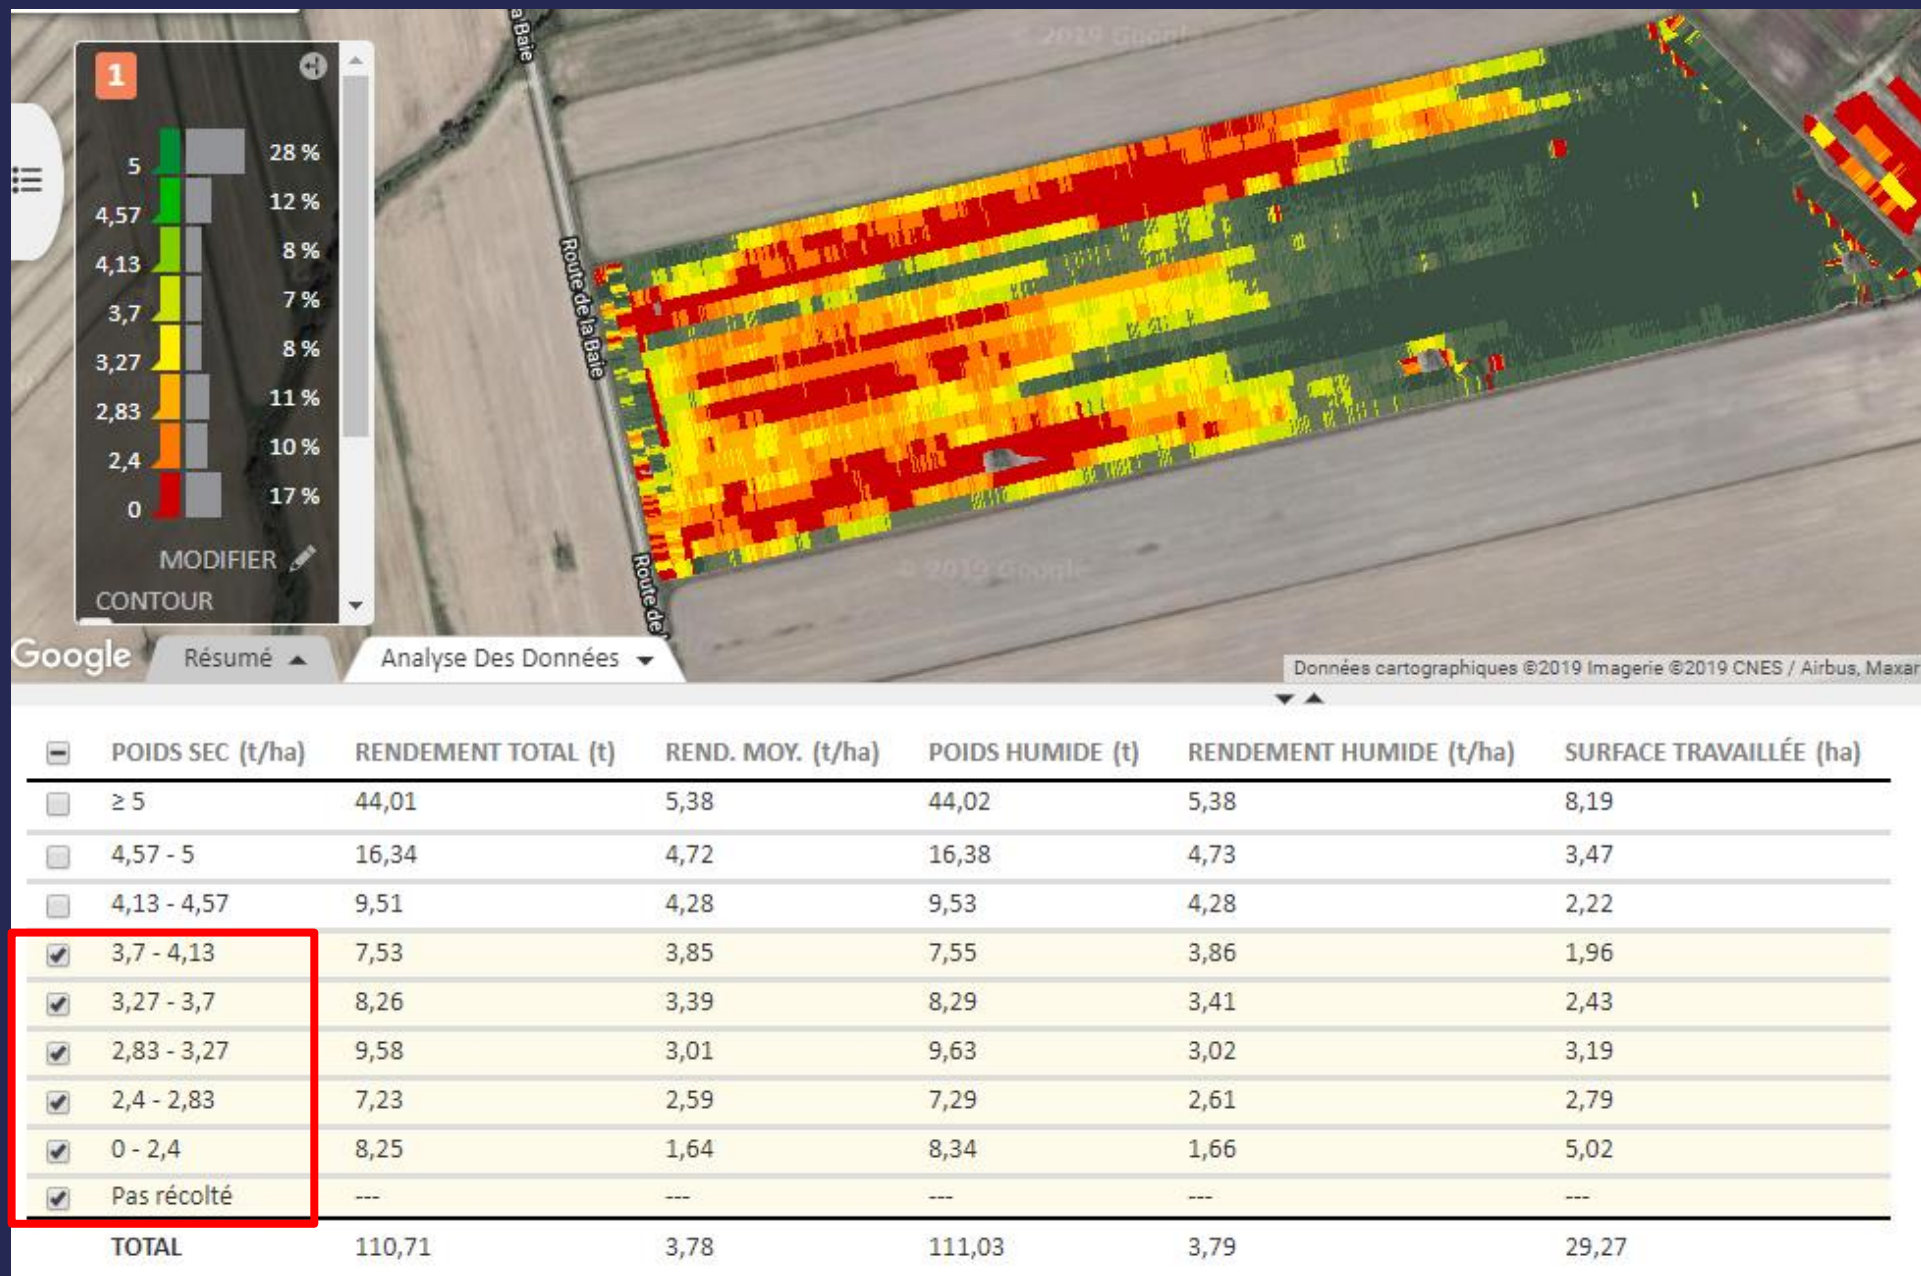 a Baie
© 2019 Google
1
5 28 %
4,57 12 %
4,13 8 %
3,7 7 %
3,27 8 %
2,83 11 %
2,4 10 %
0 17 %
MODIFIER
CONTOUR
Route de la Baie
Route de
2019 Google
Google
Résumé
Analyse Des Données
Données cartographiques ©2019 Imagerie ©2019 CNES / Airbus, Maxar
POIDS SEC (t/ha) RENDEMENT TOTAL (t) REND. MOY. (t/ha) POIDS HUMIDE (t) RENDEMENT HUMIDE (t/ha) SURFACE TRAVAILLÉE (ha)
≥ 5 44,01 5,38 44,02 5,38 8,19
4,57 - 5 16,34 4,72 16,38 4,73 3,47
4,13 - 4,57 9,51 4,28 9,53 4,28 2,22
3,7 - 4,13 7,53 3,85 7,55 3,86 1,96
3,27 - 3,7 8,26 3,39 8,29 3,41 2,43
2,83 - 3,27 9,58 3,01 9,63 3,02 3,19
2,4 - 2,83 7,23 2,59 7,29 2,61 2,79
0 - 2,4 8,25 1,64 8,34 1,66 5,02
Pas récolté --- --- --- --- ---
TOTAL 110,71 3,78 111,03 3,79 29,27